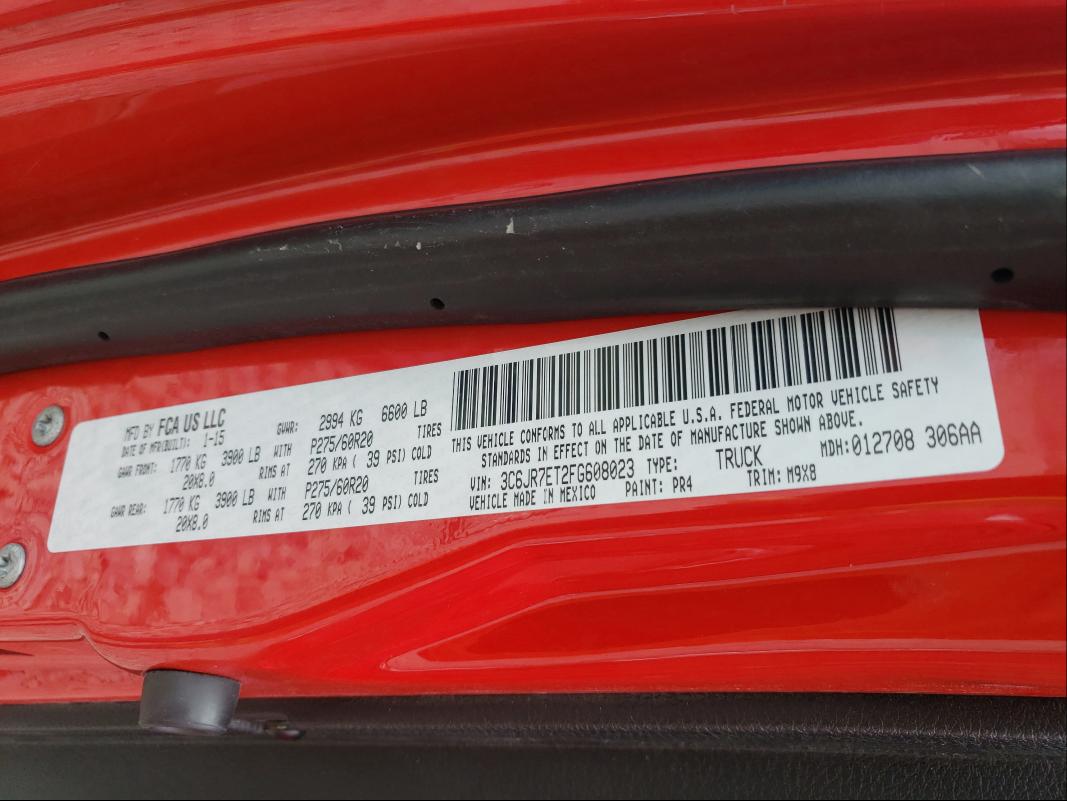 MFD BY FCA US LLC
DATE OF MFR(BUILT): 1-15 GVWR: 2994 KG 6600 LB
GAWR FRONT: 1770 KG 3900 LB WITH P275/60R20 TIRES
20X8.0 RIMS AT 270 KPA ( 39 PSI) COLD
GAWR REAR: 1770 KG 3900 LB WITH P275/60R20 TIRES
20X8.0 RIMS AT 270 KPA ( 39 PSI) COLD
THIS VEHICLE CONFORMS TO ALL APPLICABLE U.S.A. FEDERAL MOTOR VEHICLE SAFETY
STANDARDS IN EFFECT ON THE DATE OF MANUFACTURE SHOWN ABOVE.
VIN: 3C6JR7ET2FG608023 TYPE: TRUCK MDH:012708 306AA
VEHICLE MADE IN MEXICO PAINT: PR4 TRIM: M9X8